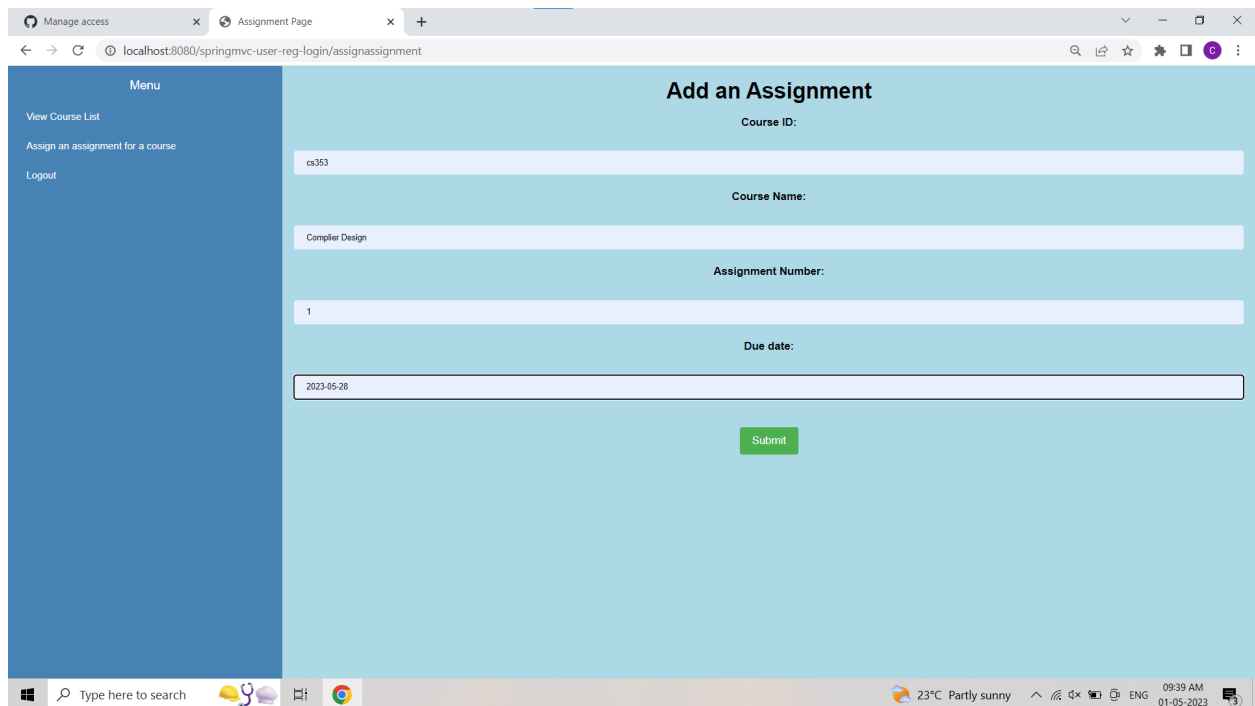 Manage access
Assignment Page
localhost:8080/springmvc-user-reg-login/assignassignment
C
Menu
View Course List
Assign an assignment for a course
Logout
Add an Assignment
Course ID:
cs353
Course Name:
Complier Design
Assignment Number:
1
Due date:
2023-05-28
Submit
Type here to search
23°C Partly sunny
ENG
09:39 AM
01-05-2023
3